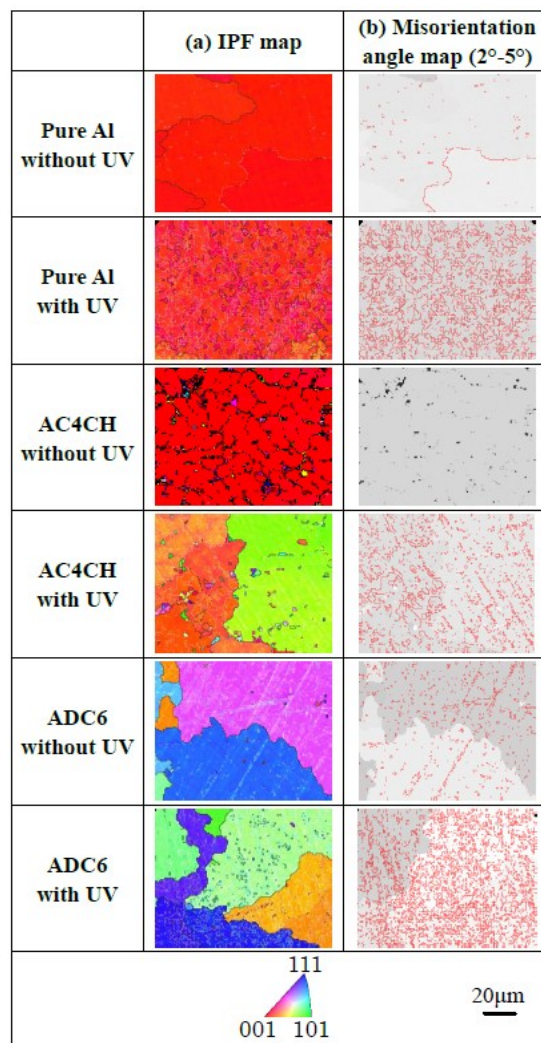 (a) IPF map
(b) Misorientation
angle map (2°-5°)
Pure Al
without UV
Pure Al
with UV
AC4CH
without UV
AC4CH
with UV
ADC6
without UV
ADC6
with UV
111
001 101
20μm